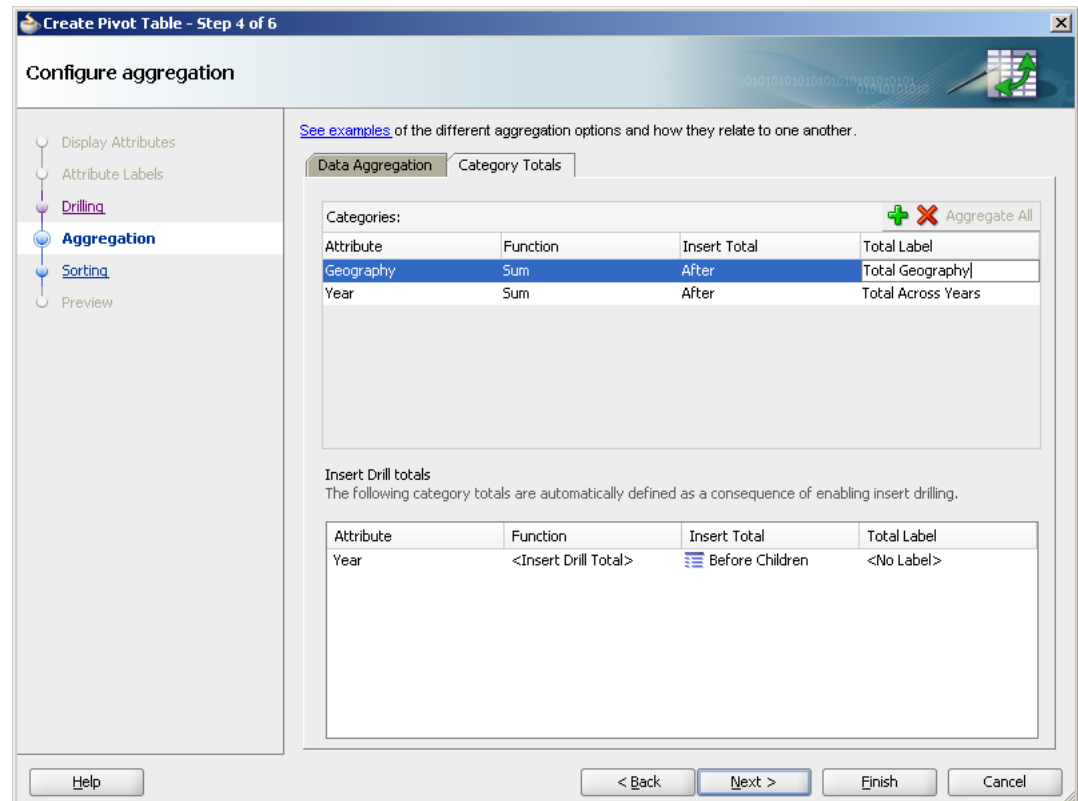 Create Pivot Table - Step 4 of 6
Configure aggregation
Display Attributes
Attribute Labels
Drilling
Aggregation
Sorting
Preview
See examples of the different aggregation options and how they relate to one another.
Data Aggregation Category Totals
Categories: Aggregate All
Attribute Function Insert Total Total Label
Geography Sum After Total Geography
Year Sum After Total Across Years
Insert Drill totals
The following category totals are automatically defined as a consequence of enabling insert drilling.
Attribute Function Insert Total Total Label
Year <Insert Drill Total> Before Children <No Label>
Help < Back Next > Finish Cancel